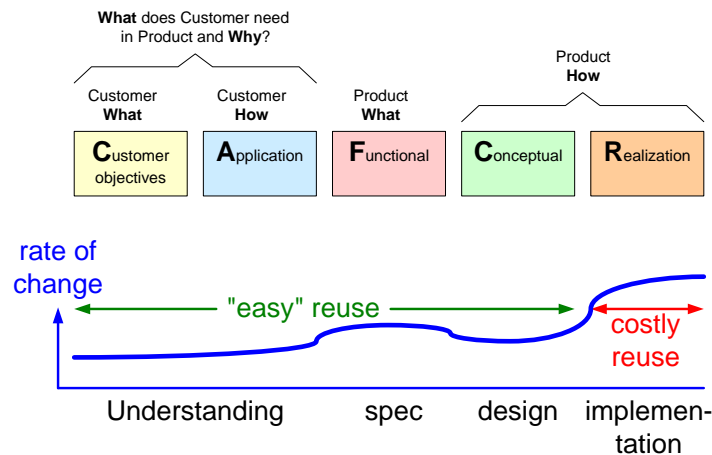 What does Customer need
in Product and Why?
Product
How
Customer
What
Customer
How
Product
What
Customer
objectives
Application
Functional
Conceptual
Realization
rate of
change
"easy" reuse
costly
reuse
Understanding
spec
design
implemen-
tation